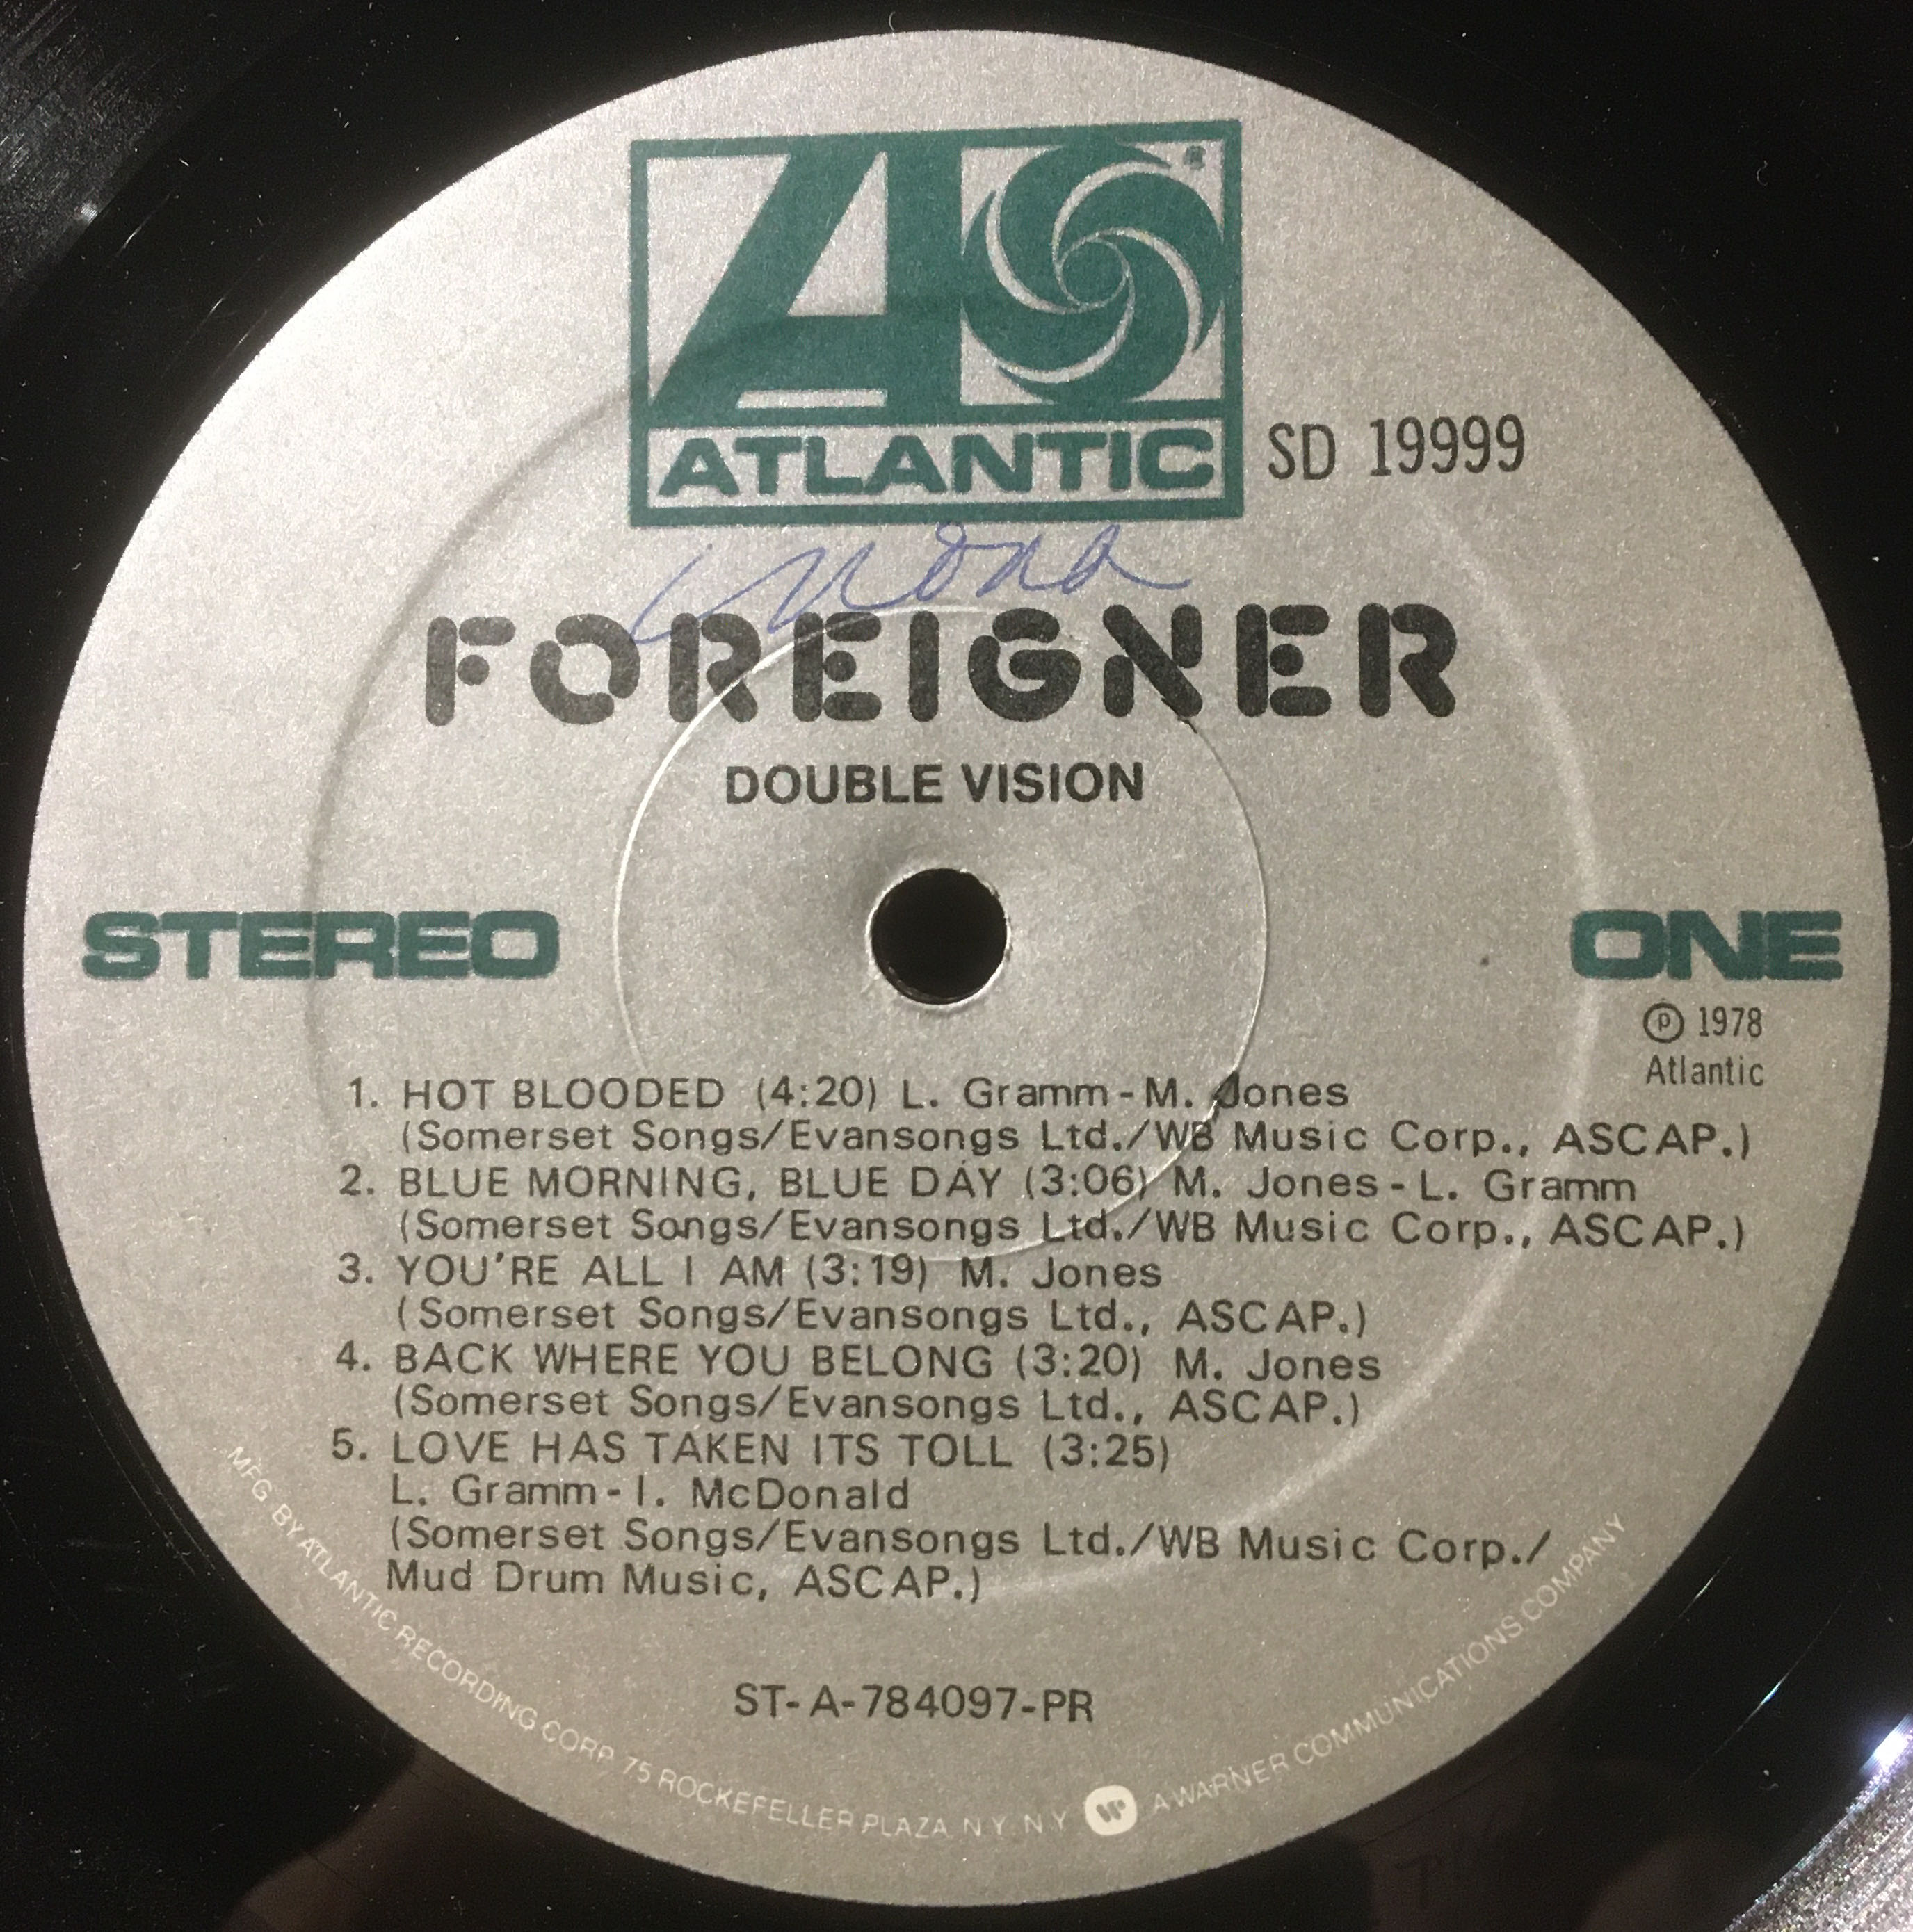 ATLANTIC
®
SD 19999
FOREIGNER
DOUBLE VISION
STEREO
ONE
℗ 1978
Atlantic
1. HOT BLOODED (4:20) L. Gramm - M. Jones
(Somerset Songs/Evansongs Ltd./WB Music Corp., ASCAP.)
2. BLUE MORNING, BLUE DAY (3:06) M. Jones - L. Gramm
(Somerset Songs/Evansongs Ltd./WB Music Corp., ASCAP.)
3. YOU'RE ALL I AM (3:19) M. Jones
(Somerset Songs/Evansongs Ltd., ASCAP.)
4. BACK WHERE YOU BELONG (3:20) M. Jones
(Somerset Songs/Evansongs Ltd., ASCAP.)
5. LOVE HAS TAKEN ITS TOLL (3:25)
L. Gramm - I. McDonald
(Somerset Songs/Evansongs Ltd./WB Music Corp./
Mud Drum Music, ASCAP.)
ST-A-784097-PR
MFG BY ATLANTIC RECORDING CORP. 75 ROCKEFELLER PLAZA N Y. N Y A WARNER COMMUNICATIONS COMPANY